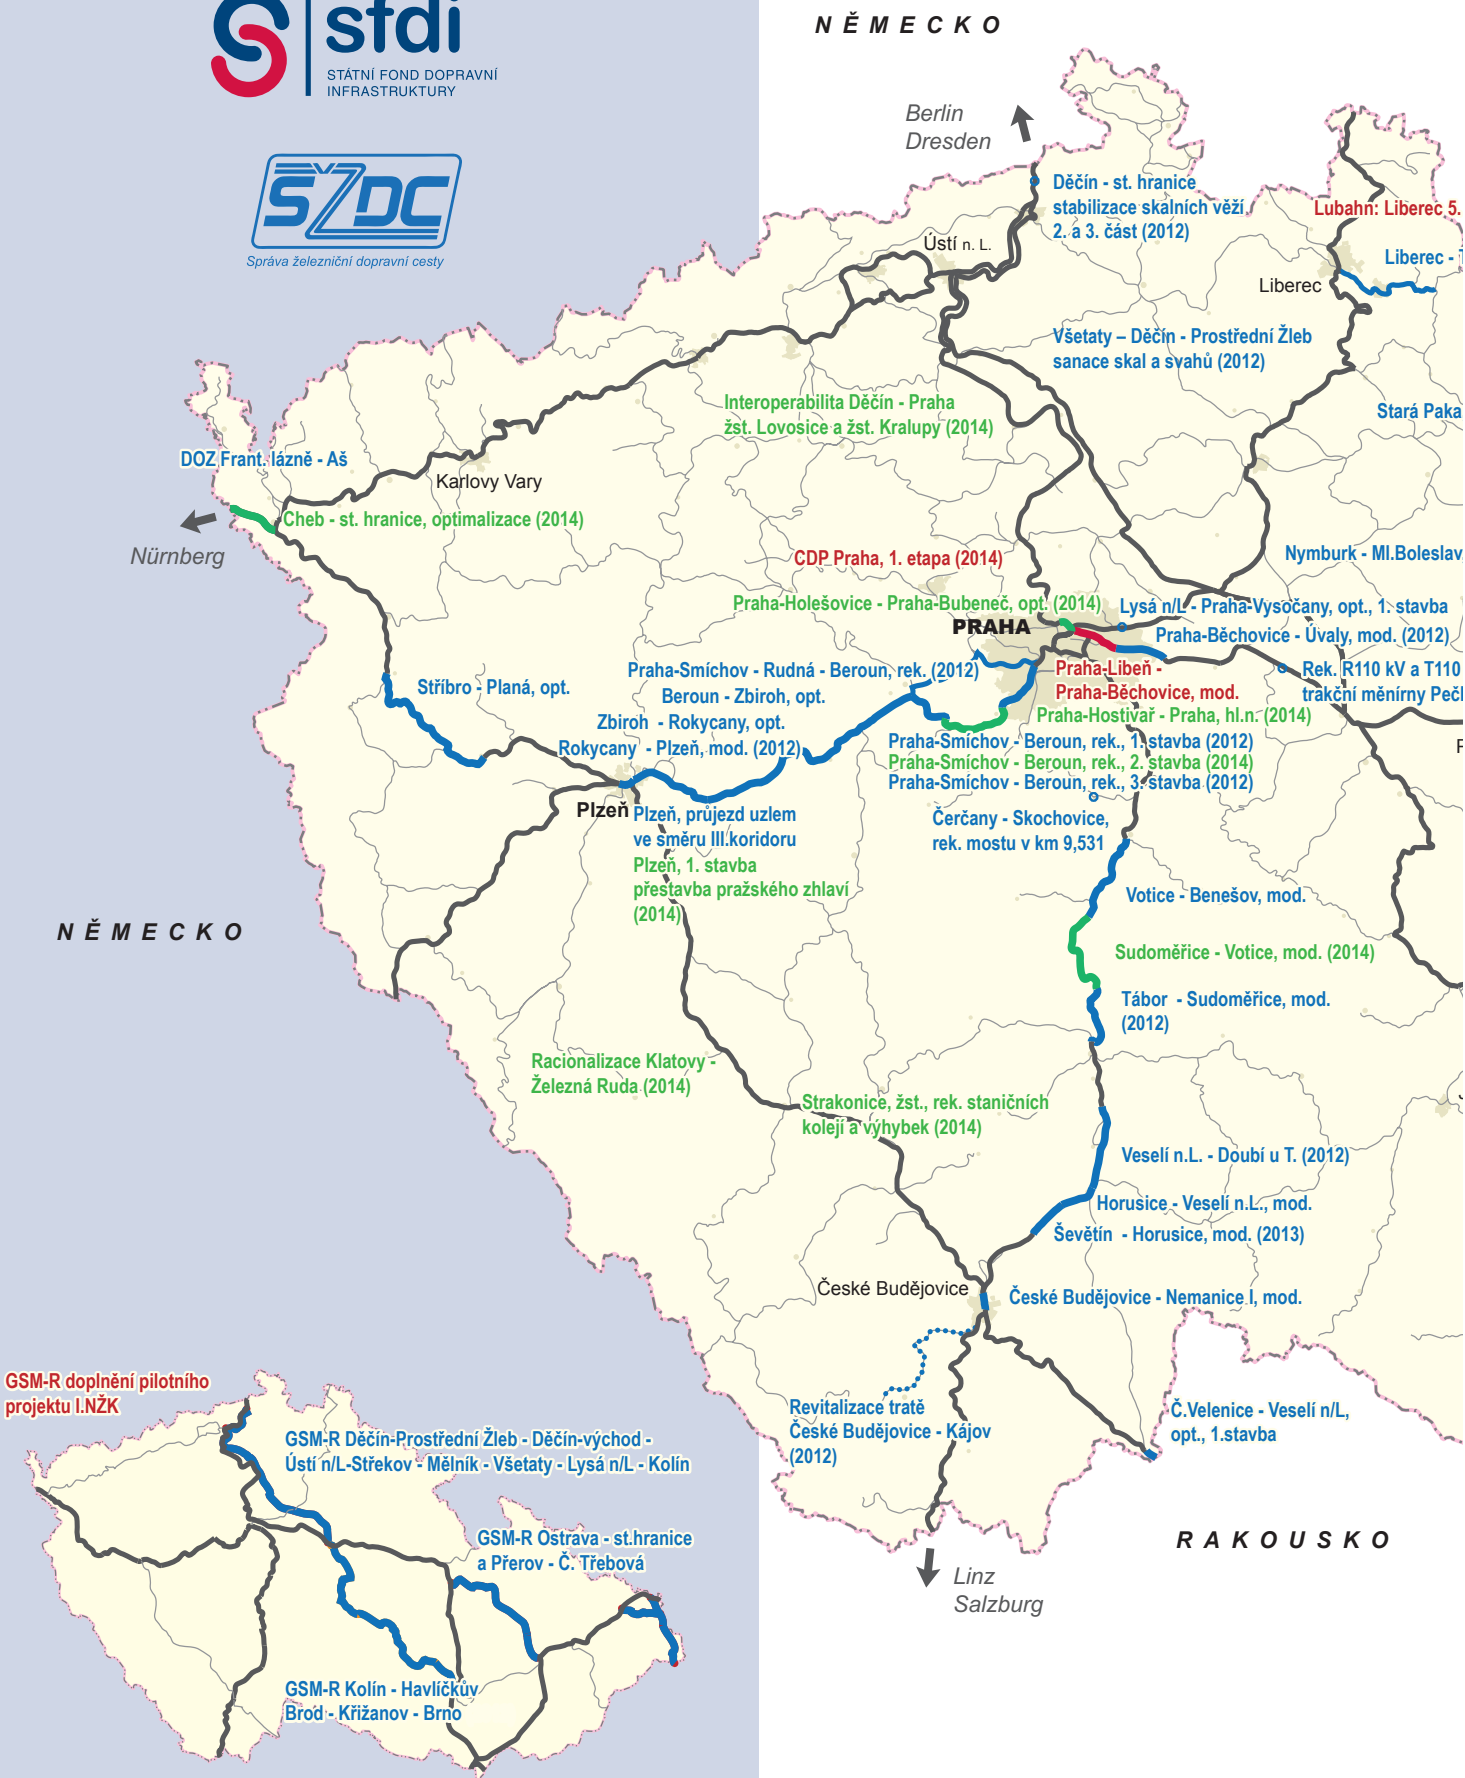 sfdi
STÁTNÍ FOND DOPRAVNÍ
INFRASTRUKTURY
SŽDC
Správa železniční dopravní cesty
NĚMECKO
Berlin
Dresden
Děčín - st. hranice
stabilizace skalních věží
2. a 3. část (2012)
Lubahn: Liberec 5.
Ústí n. L.
Liberec -
Liberec
Všetaty – Děčín - Prostřední Žleb
sanace skal a svahů (2012)
Interoperabilita Děčín - Praha
žst. Lovosice a žst. Kralupy (2014)
Stará Paka
DOZ Frant. lázně - Aš
Karlovy Vary
Cheb - st. hranice, optimalizace (2014)
Nürnberg
CDP Praha, 1. etapa (2014)
Nymburk - Ml.Boleslav,
Praha-Holešovice - Praha-Bubeneč, opt. (2014)
Lysá n/L - Praha-Vysočany, opt., 1. stavba
PRAHA
Praha-Běchovice - Úvaly, mod. (2012)
Praha-Smíchov - Rudná - Beroun, rek. (2012)
Praha-Libeň -
Praha-Běchovice, mod.
Rek. R110 kV a T110
trakční měnírny Peč
Stříbro - Planá, opt.
Beroun - Zbiroh, opt.
Zbiroh - Rokycany, opt.
Rokycany - Plzeň, mod. (2012)
Praha-Hostivař - Praha, hl.n. (2014)
Praha-Smíchov - Beroun, rek., 1. stavba (2012)
Praha-Smíchov - Beroun, rek., 2. stavba (2014)
Praha-Smíchov - Beroun, rek., 3. stavba (2012)
Plzeň
Plzeň, průjezd uzlem
ve směru III.koridoru
Plzeň, 1. stavba
přestavba pražského zhlaví
(2014)
Čerčany - Skochovice,
rek. mostu v km 9,531
Votice - Benešov, mod.
NĚMECKO
Sudoměřice - Votice, mod. (2014)
Tábor - Sudoměřice, mod.
(2012)
Racionalizace Klatovy -
Železná Ruda (2014)
Strakonice, žst., rek. staničních
kolejí a výhybek (2014)
Veselí n.L. - Doubí u T. (2012)
Horusice - Veselí n.L., mod.
Ševětín - Horusice, mod. (2013)
České Budějovice
České Budějovice - Nemanice I, mod.
Revitalizace tratě
České Budějovice - Kájov
(2012)
Č.Velenice - Veselí n/L,
opt., 1.stavba
RAKOUSKO
Linz
Salzburg
GSM-R doplnění pilotního
projektu I.NŽK
GSM-R Děčín-Prostřední Žleb - Děčín-východ -
Ústí n/L-Střekov - Mělník - Všetaty - Lysá n/L - Kolín
GSM-R Ostrava - st.hranice
a Přerov - Č. Třebová
GSM-R Kolín - Havlíčkův
Brod - Křižanov - Brno